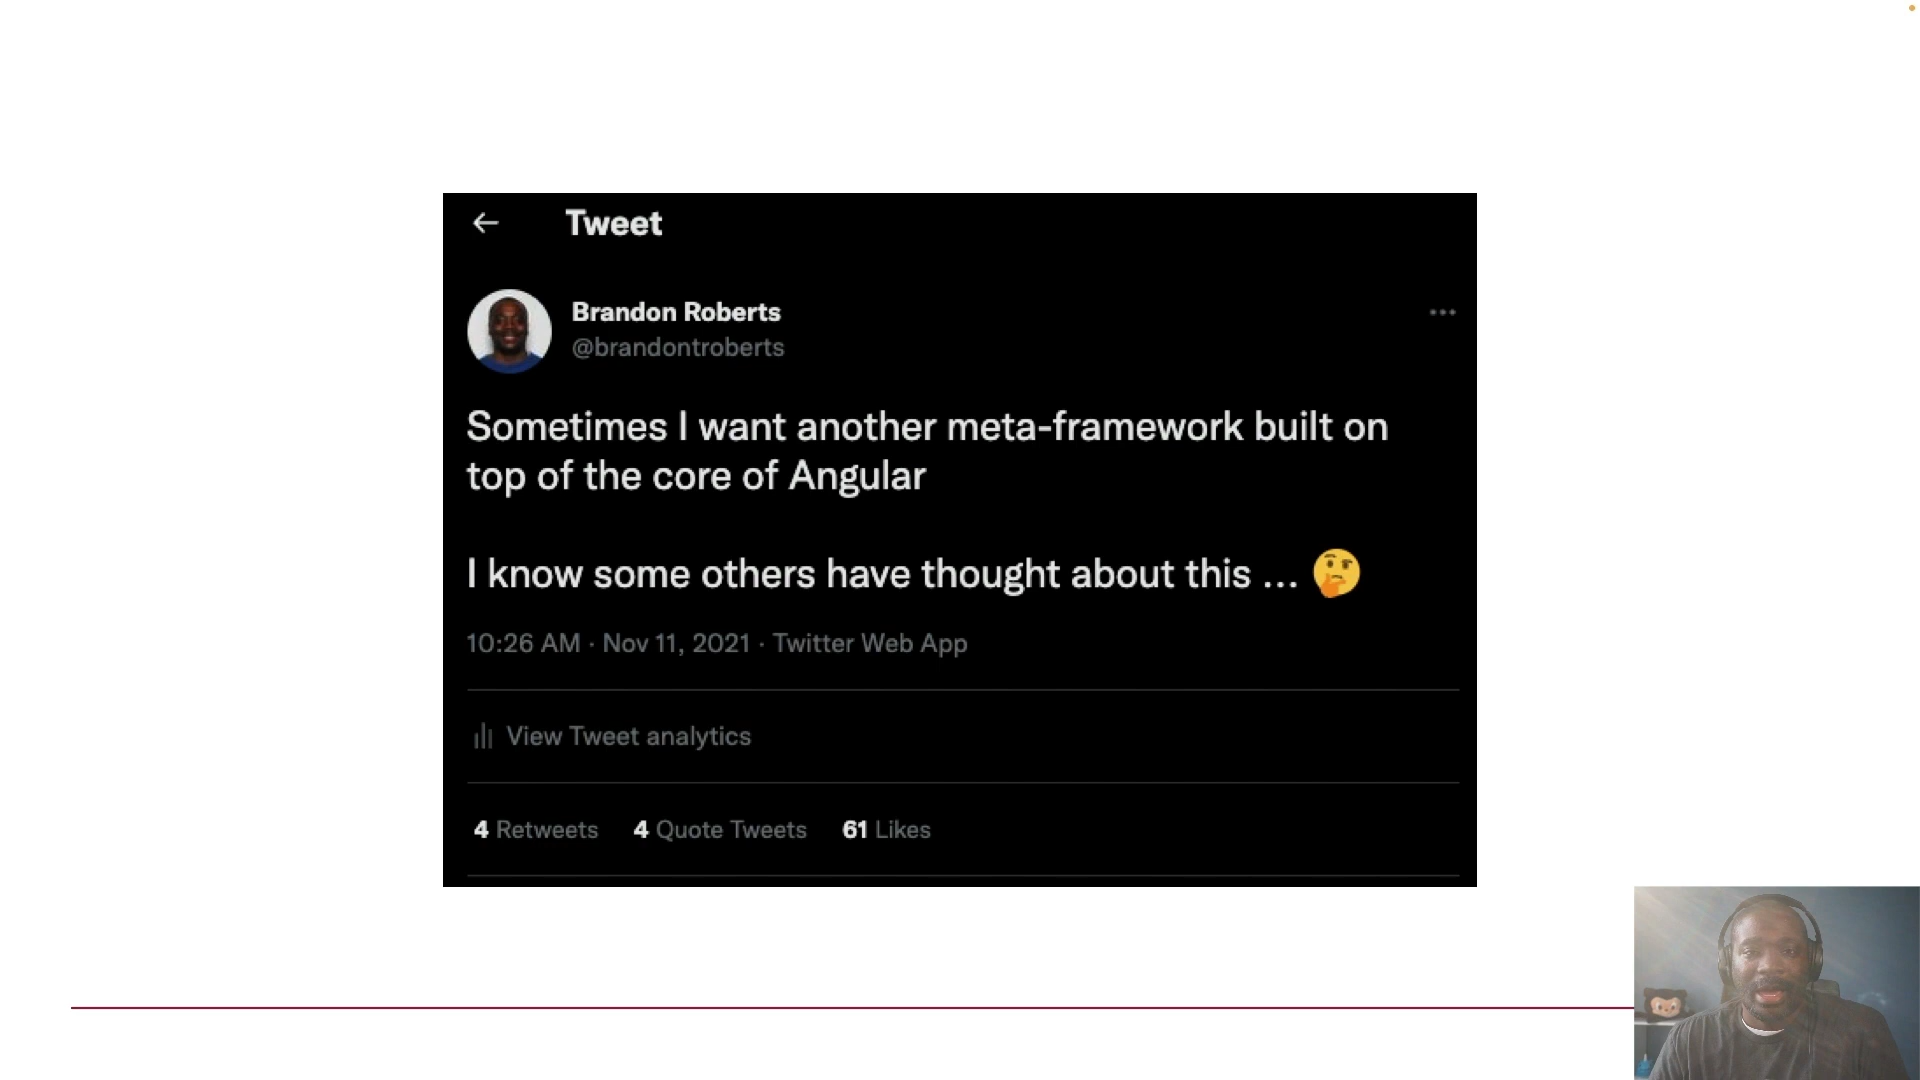 Tweet
Brandon Roberts
@brandontroberts
Sometimes I want another meta-framework built on
top of the core of Angular
I know some others have thought about this ... 🤔
10:26 AM · Nov 11, 2021 · Twitter Web App
View Tweet analytics
4 Retweets 4 Quote Tweets 61 Likes